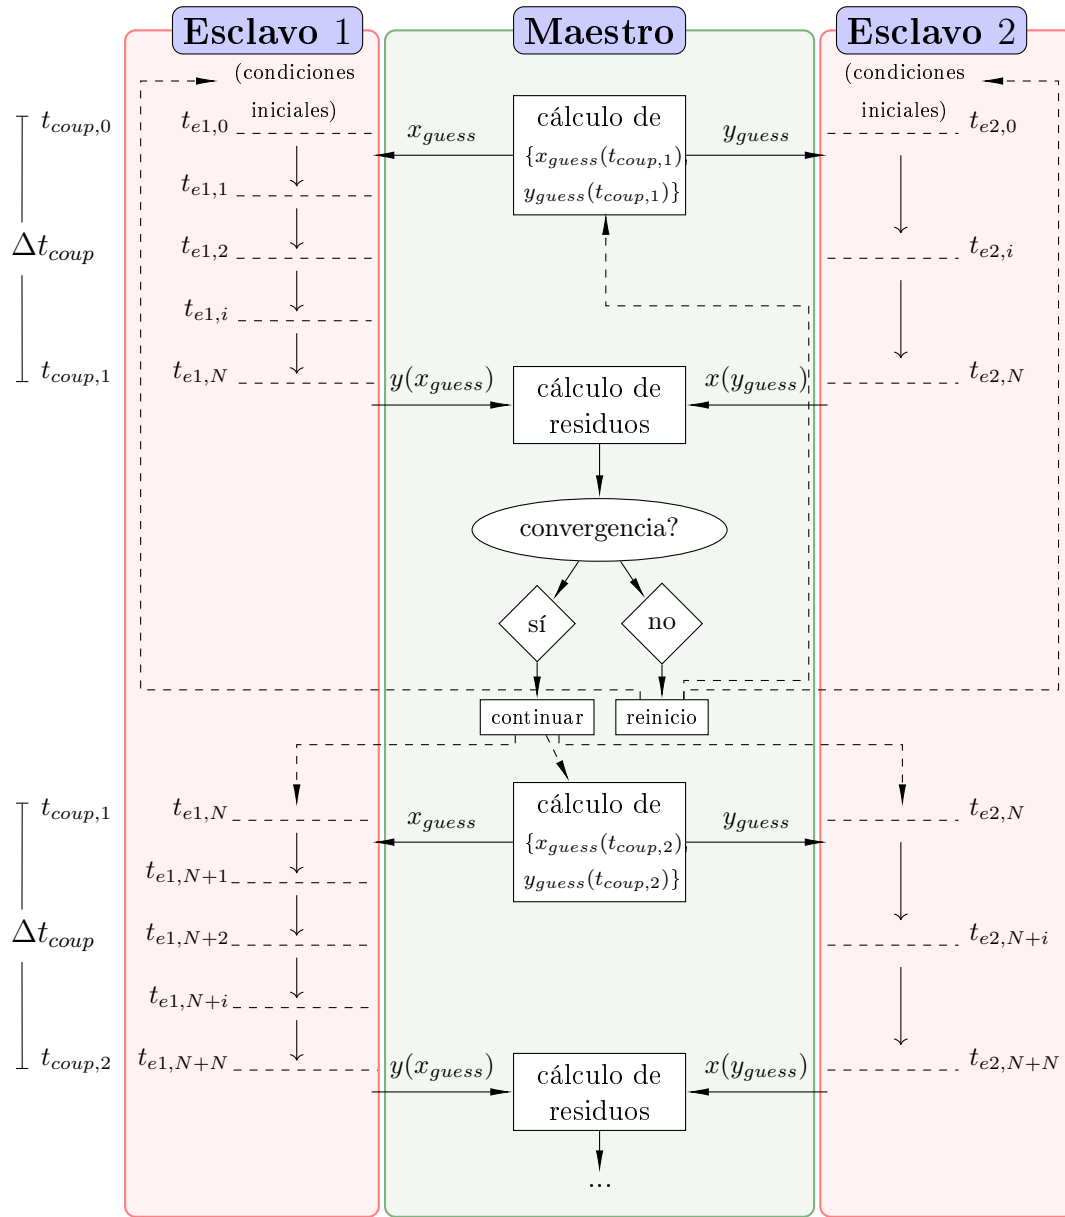 Esclavo 1
Maestro
Esclavo 2
(condiciones
iniciales)
(condiciones
iniciales)
t_{coup,0}
t_{e1,0}
x_{guess}
cálculo de
{x_{guess}(t_{coup,1}),
y_{guess}(t_{coup,1})}
y_{guess}
t_{e2,0}
t_{e1,1}
Δt_{coup}
t_{e1,2}
t_{e2,i}
t_{e1,i}
t_{coup,1}
t_{e1,N}
y(x_{guess})
cálculo de
residuos
x(y_{guess})
t_{e2,N}
convergencia?
sí
no
continuar
reinicio
t_{coup,1}
t_{e1,N}
x_{guess}
cálculo de
{x_{guess}(t_{coup,2}),
y_{guess}(t_{coup,2})}
y_{guess}
t_{e2,N}
t_{e1,N+1}
Δt_{coup}
t_{e1,N+2}
t_{e2,N+i}
t_{e1,N+i}
t_{coup,2}
t_{e1,N+N}
y(x_{guess})
cálculo de
residuos
x(y_{guess})
t_{e2,N+N}
...